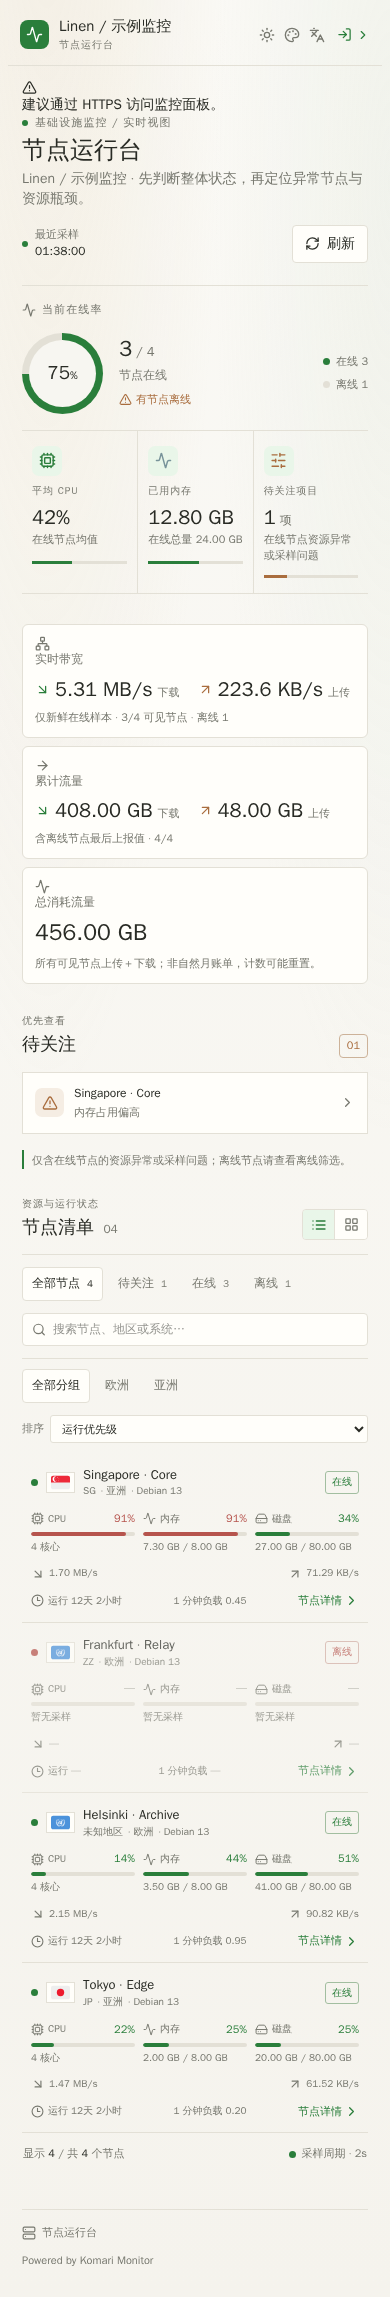 Linen / 示例监控
节点运行台
建议通过 HTTPS 访问监控面板。
基础设施监控 / 实时视图
节点运行台
Linen / 示例监控 · 先判断整体状态，再定位异常节点与
资源瓶颈。
最近采样
01:38:00
刷新
当前在线率
75%
3 / 4
节点在线
有节点离线
在线 3
离线 1
平均 CPU
42%
在线节点均值
已用内存
12.80 GB
在线总量 24.00 GB
待关注项目
1 项
在线节点资源异常
或采样问题
实时带宽
5.31 MB/s 下载 223.6 KB/s 上传
仅新鲜在线样本 · 3/4 可见节点 · 离线 1
累计流量
408.00 GB 下载 48.00 GB 上传
含离线节点最后上报值 · 4/4
总消耗流量
456.00 GB
所有可见节点上传 + 下载；非自然月账单，计数可能重置。
优先查看
待关注
01
Singapore · Core
内存占用偏高
仅含在线节点的资源异常或采样问题；离线节点请查看离线筛选。
资源与运行状态
节点清单 04
全部节点 4 待关注 1 在线 3 离线 1
搜索节点、地区或系统…
全部分组 欧洲 亚洲
排序 运行优先级
Singapore · Core
SG · 亚洲 · Debian 13
在线
CPU 91% 内存 91% 磁盘 34%
4 核心 7.30 GB / 8.00 GB 27.00 GB / 80.00 GB
1.70 MB/s 71.29 KB/s
运行 12天 2小时 1 分钟负载 0.45 节点详情
Frankfurt · Relay
ZZ · 欧洲 · Debian 13
离线
CPU — 内存 — 磁盘 —
暂无采样 暂无采样 暂无采样
— —
运行 — 1 分钟负载 — 节点详情
Helsinki · Archive
未知地区 · 欧洲 · Debian 13
在线
CPU 14% 内存 44% 磁盘 51%
4 核心 3.50 GB / 8.00 GB 41.00 GB / 80.00 GB
2.15 MB/s 90.82 KB/s
运行 12天 2小时 1 分钟负载 0.95 节点详情
Tokyo · Edge
JP · 亚洲 · Debian 13
在线
CPU 22% 内存 25% 磁盘 25%
4 核心 2.00 GB / 8.00 GB 20.00 GB / 80.00 GB
1.47 MB/s 61.52 KB/s
运行 12天 2小时 1 分钟负载 0.20 节点详情
显示 4 / 共 4 个节点 采样周期 · 2s
节点运行台
Powered by Komari Monitor